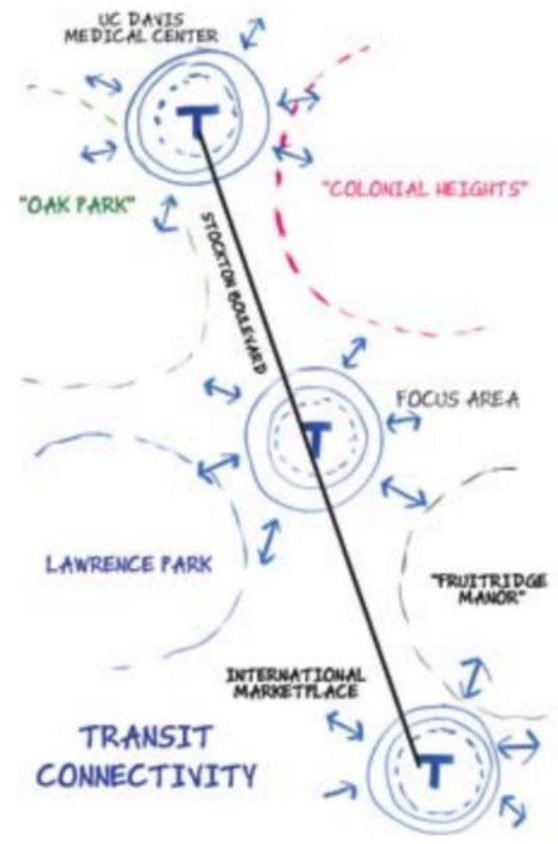 UC DAVIS
MEDICAL CENTER
T
"COLONIAL HEIGHTS"
"OAK PARK"
STOCKTON BOULEVARD
FOCUS AREA
T
LAWRENCE PARK
"FRUITRIDGE
MANOR"
INTERNATIONAL
MARKETPLACE
TRANSIT
CONNECTIVITY
T